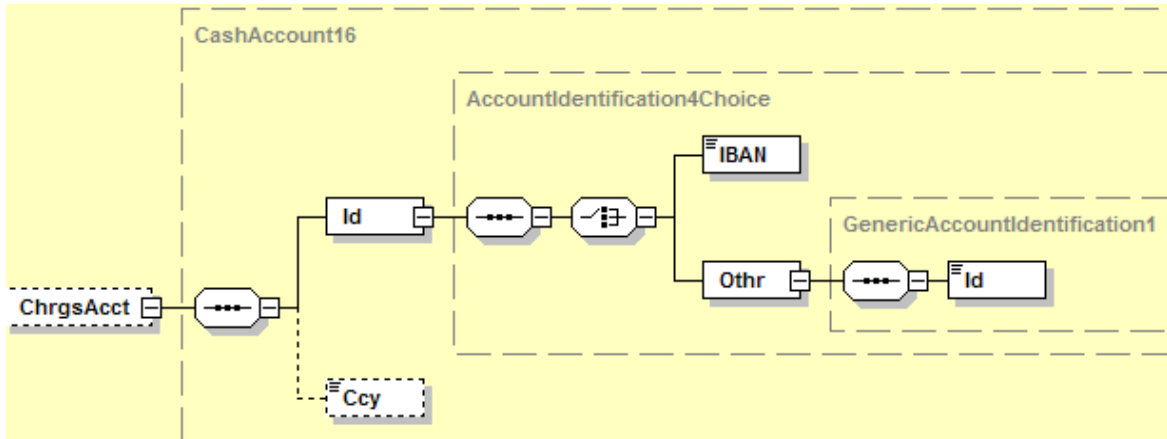 CashAccount16
AccountIdentification4Choice
IBAN
GenericAccountIdentification1
Id
Othr
Id
ChrgsAcct
Ccy